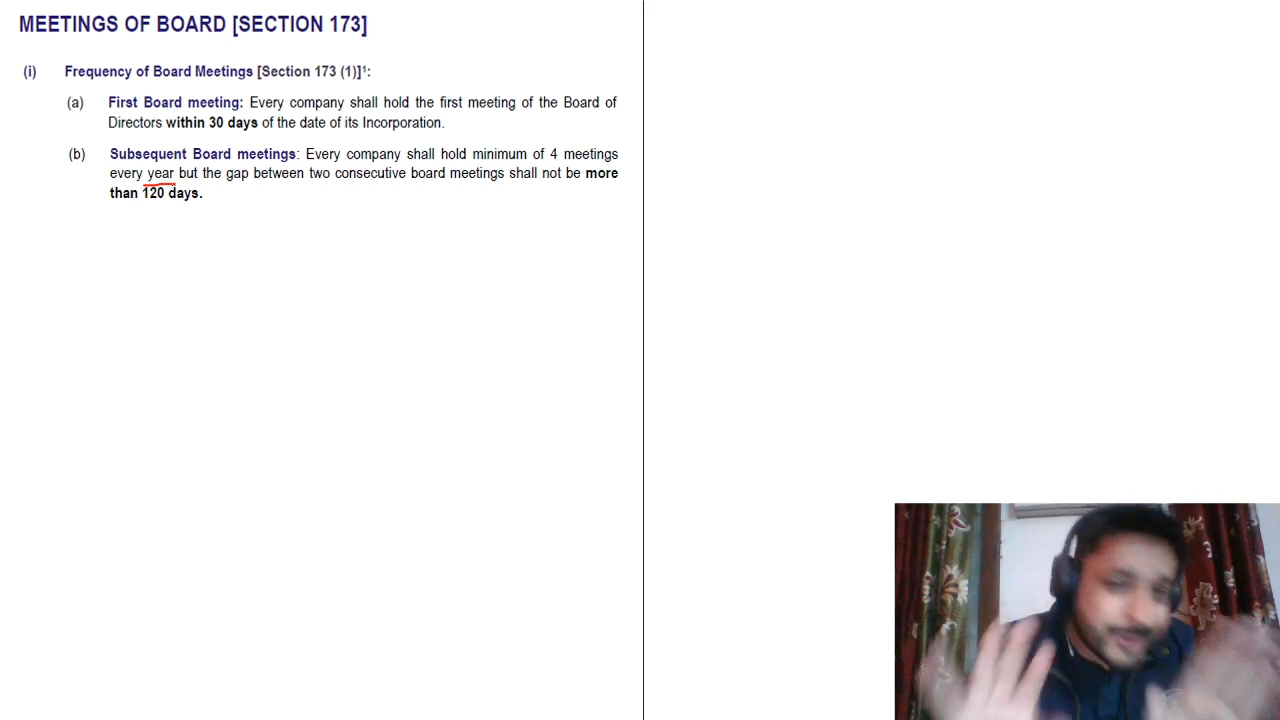 MEETINGS OF BOARD [SECTION 173]
(i) Frequency of Board Meetings [Section 173 (1)]¹:
(a) First Board meeting: Every company shall hold the first meeting of the Board of
Directors within 30 days of the date of its Incorporation.
(b) Subsequent Board meetings: Every company shall hold minimum of 4 meetings
every year but the gap between two consecutive board meetings shall not be more
than 120 days.